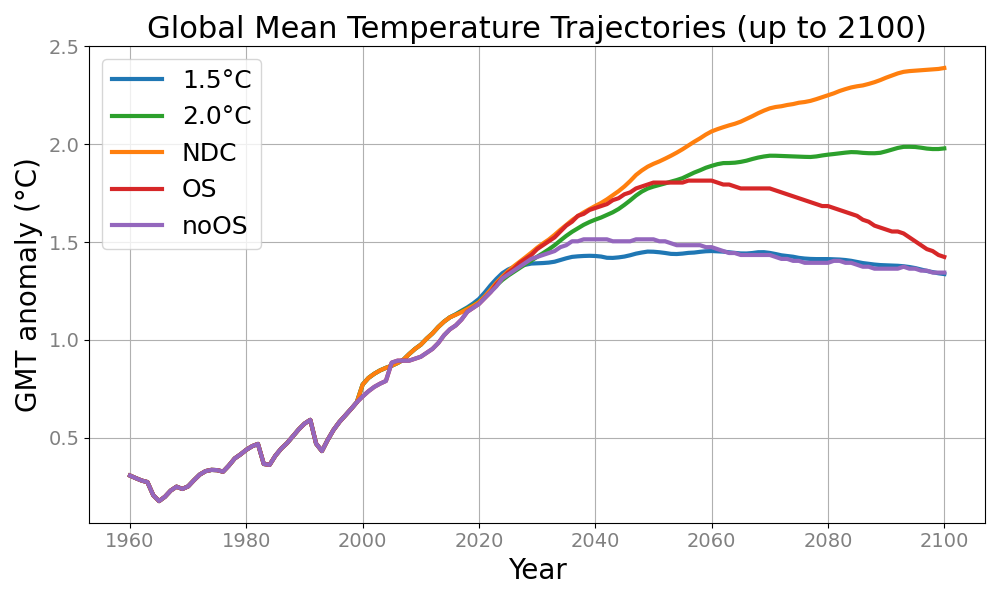 Global Mean Temperature Trajectories (up to 2100)
2.5
2.0
1.5
1.0
0.5
GMT anomaly (°C)
1.5°C
2.0°C
NDC
OS
noOS
1960 1980 2000 2020 2040 2060 2080 2100
Year